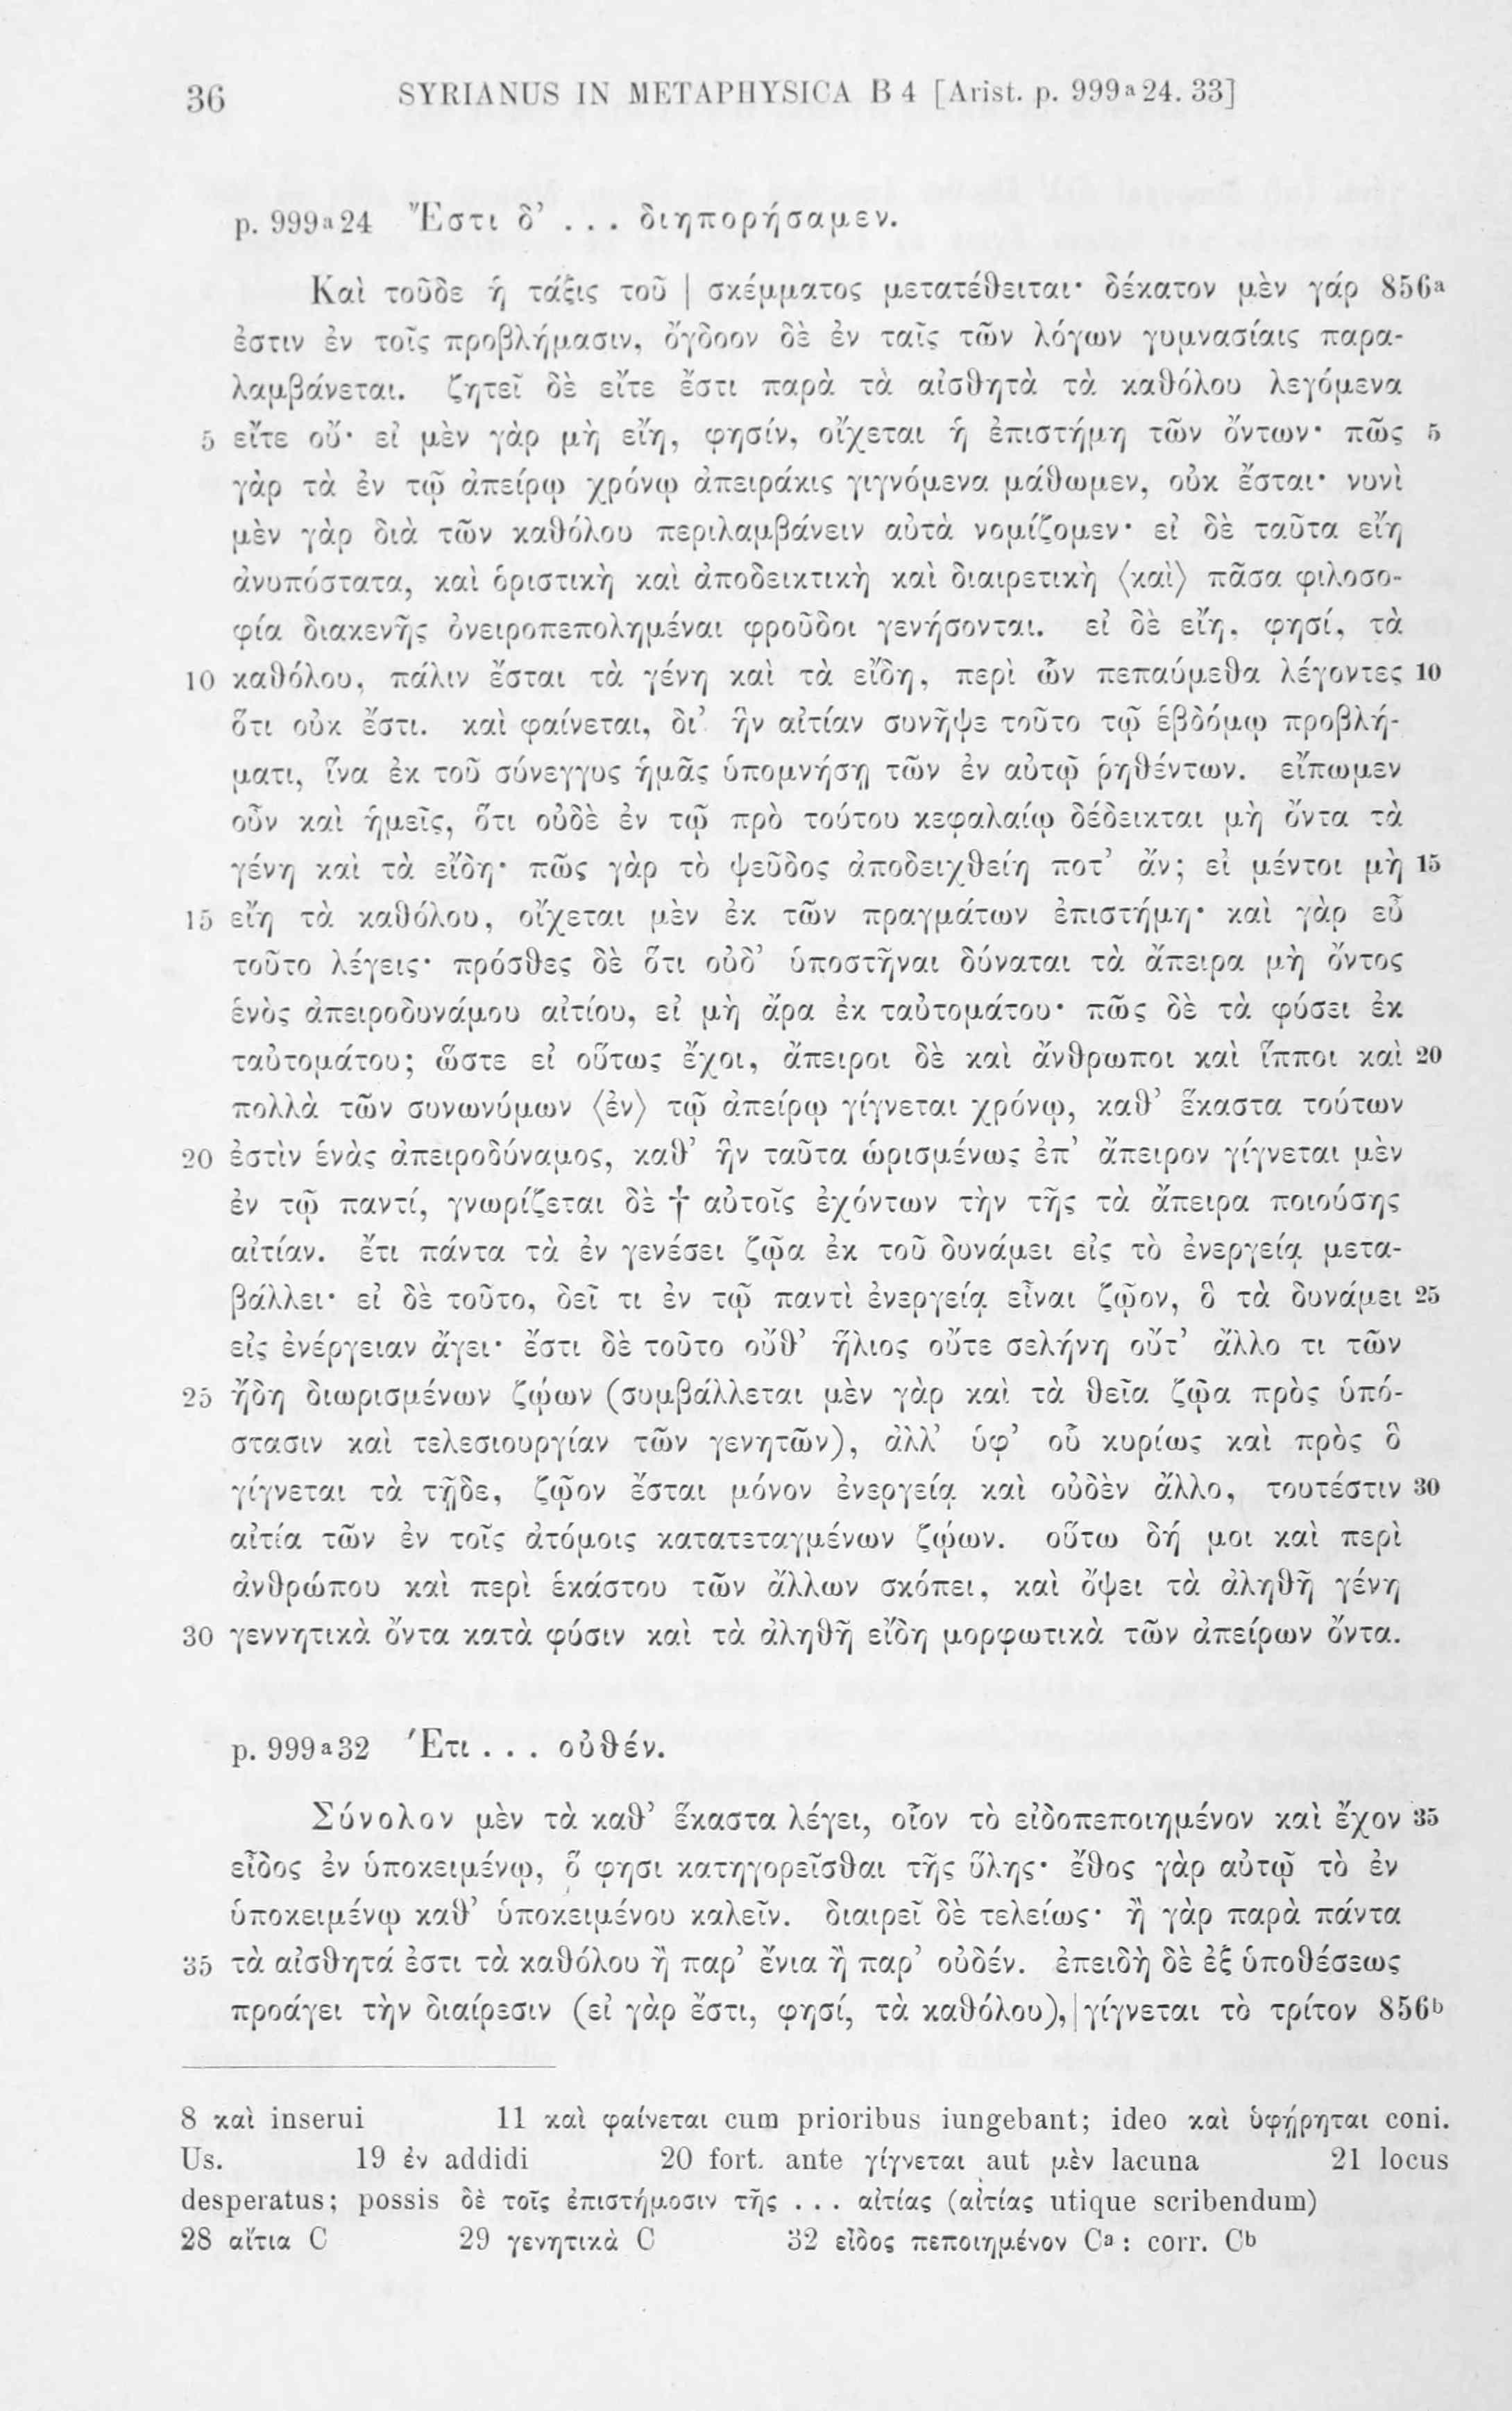 36 SYRIANUS IN METAPHYSICA B 4 [Arist. p. 999ᵃ24. 33]
p. 999ᵃ24 Ἔστι δ’ . . . διηπορήσαμεν.
Καὶ τοῦδε ἡ τάξις τοῦ | σκέμματος μετατέθειται· δέκατον μὲν γάρ 856ᵃ
ἐστιν ἐν τοῖς προβλήμασιν, ὄγδοον δὲ ἐν ταῖς τῶν λόγων γυμνασίαις παρα-
λαμβάνεται. ζητεῖ δὲ εἴτε ἔστι παρὰ τὰ αἰσθητὰ τὰ καθόλου λεγόμενα
5 εἴτε οὔ· εἰ μὲν γὰρ μὴ εἴη, φησίν, οἴχεται ἡ ἐπιστήμη τῶν ὄντων· πῶς 5
γὰρ τὰ ἐν τῷ ἀπείρῳ χρόνῳ ἀπειράκις γιγνόμενα μάθωμεν, οὐκ ἔσται· νυνὶ
μὲν γὰρ διὰ τῶν καθόλου περιλαμβάνειν αὐτὰ νομίζομεν· εἰ δὲ ταῦτα εἴη
ἀνυπόστατα, καὶ ὁριστικὴ καὶ ἀποδεικτικὴ καὶ διαιρετικὴ ⟨καὶ⟩ πᾶσα φιλοσο-
φία διακενῆς ὀνειροπεπολημέναι φροῦδοι γενήσονται. εἰ δὲ εἴη, φησί, τὰ
10 καθόλου, πάλιν ἔσται τὰ γένη καὶ τὰ εἴδη, περὶ ὧν πεπαύμεθα λέγοντες 10
ὅτι οὐκ ἔστι. καὶ φαίνεται, δι’ ἣν αἰτίαν συνῆψε τοῦτο τῷ ἑβδόμῳ προβλή-
ματι, ἵνα ἐκ τοῦ σύνεγγυς ἡμᾶς ὑπομνήσῃ τῶν ἐν αὐτῷ ῥηθέντων. εἴπωμεν
οὖν καὶ ἡμεῖς, ὅτι οὐδὲ ἐν τῷ πρὸ τούτου κεφαλαίῳ δέδεικται μὴ ὄντα τὰ
γένη καὶ τὰ εἴδη· πῶς γὰρ τὸ ψεῦδος ἀποδειχθείη ποτ’ ἄν; εἰ μέντοι μὴ 15
15 εἴη τὰ καθόλου, οἴχεται μὲν ἐκ τῶν πραγμάτων ἐπιστήμη· καὶ γὰρ εὖ
τοῦτο λέγεις· πρόσθες δὲ ὅτι οὐδ’ ὑποστῆναι δύναται τὰ ἄπειρα μὴ ὄντος
ἑνὸς ἀπειροδυνάμου αἰτίου, εἰ μὴ ἄρα ἐκ ταὐτομάτου· πῶς δὲ τὰ φύσει ἐκ
ταὐτομάτου; ὥστε εἰ οὕτως ἔχοι, ἄπειροι δὲ καὶ ἄνθρωποι καὶ ἵπποι καὶ 20
πολλὰ τῶν συνωνύμων ⟨ἐν⟩ τῷ ἀπείρῳ γίγνεται χρόνῳ, καθ’ ἕκαστα τούτων
20 ἐστὶν ἑνὰς ἀπειροδύναμος, καθ’ ἣν ταῦτα ὡρισμένως ἐπ’ ἄπειρον γίγνεται μὲν
ἐν τῷ παντί, γνωρίζεται δὲ † αὐτοῖς ἐχόντων τὴν τῆς τὰ ἄπειρα ποιούσης
αἰτίαν. ἔτι πάντα τὰ ἐν γενέσει ζῷα ἐκ τοῦ δυνάμει εἰς τὸ ἐνεργείᾳ μετα-
βάλλει· εἰ δὲ τοῦτο, δεῖ τι ἐν τῷ παντὶ ἐνεργείᾳ εἶναι ζῷον, ὃ τὰ δυνάμει 25
εἰς ἐνέργειαν ἄγει· ἔστι δὲ τοῦτο οὔθ’ ἥλιος οὔτε σελήνη οὔτ’ ἄλλο τι τῶν
25 ἤδη διωρισμένων ζῴων (συμβάλλεται μὲν γὰρ καὶ τὰ θεῖα ζῷα πρὸς ὑπό-
στασιν καὶ τελεσιουργίαν τῶν γενητῶν), ἀλλ’ ὑφ’ οὗ κυρίως καὶ πρὸς ὃ
γίγνεται τὰ τῇδε, ζῷον ἔσται μόνον ἐνεργείᾳ καὶ οὐδὲν ἄλλο, τουτέστιν 30
αἰτία τῶν ἐν τοῖς ἀτόμοις κατατεταγμένων ζῴων. οὕτω δή μοι καὶ περὶ
ἀνθρώπου καὶ περὶ ἑκάστου τῶν ἄλλων σκόπει, καὶ ὄψει τὰ ἀληθῆ γένη
30 γεννητικὰ ὄντα κατὰ φύσιν καὶ τὰ ἀληθῆ εἴδη μορφωτικὰ τῶν ἀπείρων ὄντα.
p. 999ᵃ32 Ἔτι . . . οὐθέν.
Σύνολον μὲν τὰ καθ’ ἕκαστα λέγει, οἷον τὸ εἰδοπεποιημένον καὶ ἔχον 35
εἶδος ἐν ὑποκειμένῳ, ὅ φησι κατηγορεῖσθαι τῆς ὕλης· ἔθος γὰρ αὐτῷ τὸ ἐν
ὑποκειμένῳ καθ’ ὑποκειμένου καλεῖν. διαιρεῖ δὲ τελείως· ἢ γὰρ παρὰ πάντα
35 τὰ αἰσθητά ἐστι τὰ καθόλου ἢ παρ’ ἔνια ἢ παρ’ οὐδέν. ἐπειδὴ δὲ ἐξ ὑποθέσεως
προάγει τὴν διαίρεσιν (εἰ γὰρ ἔστι, φησί, τὰ καθόλου), | γίγνεται τὸ τρίτον 856ᵇ
8 καὶ inserui 11 καὶ φαίνεται cum prioribus iungebant; ideo καὶ ὑφῄρηται coni.
Us. 19 ἐν addidi 20 fort. ante γίγνεται aut μὲν lacuna 21 locus
desperatus; possis δὲ τοῖς ἐπιστήμοσιν τῆς . . . αἰτίας (αἰτίας utique scribendum)
28 αἴτια C 29 γενητικὰ C 32 εἶδος πεποιημένον Cᵃ: corr. Cᵇ